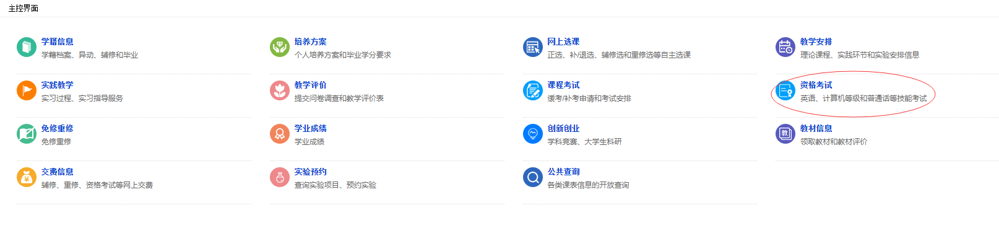 主控界面
学籍信息
学籍档案、异动、辅修和毕业
培养方案
个人培养方案和毕业学分要求
网上选课
正选、补/退选、辅修选和重修选等自主选课
教学安排
理论课程、实践环节和实验安排信息
实践教学
实习过程、实习指导服务
教学评价
提交问卷调查和教学评价表
课程考试
缓考/补考申请和考试安排
资格考试
英语、计算机等级和普通话等技能考试
免修重修
免修重修
学业成绩
学业成绩
创新创业
学科竞赛、大学生科研
教
教材信息
领取教材和教材评价
交费信息
辅修、重修、资格考试等网上交费
实验预约
查询实验项目、预约实验
公共查询
各类课表信息的开放查询